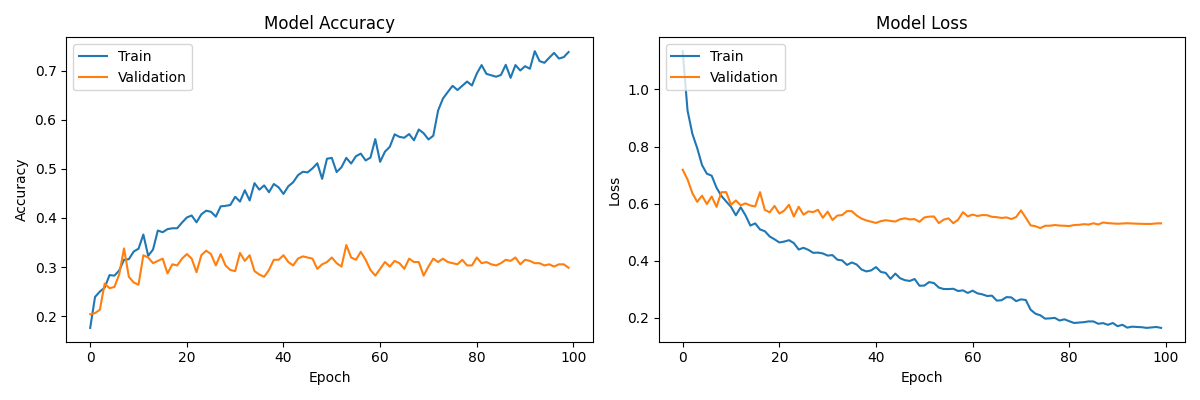 Model Accuracy
Train
Validation
Accuracy
0.7
0.6
0.5
0.4
0.3
0.2
0 20 40 60 80 100
Epoch
Model Loss
Train
Validation
Loss
1.0
0.8
0.6
0.4
0.2
0 20 40 60 80 100
Epoch